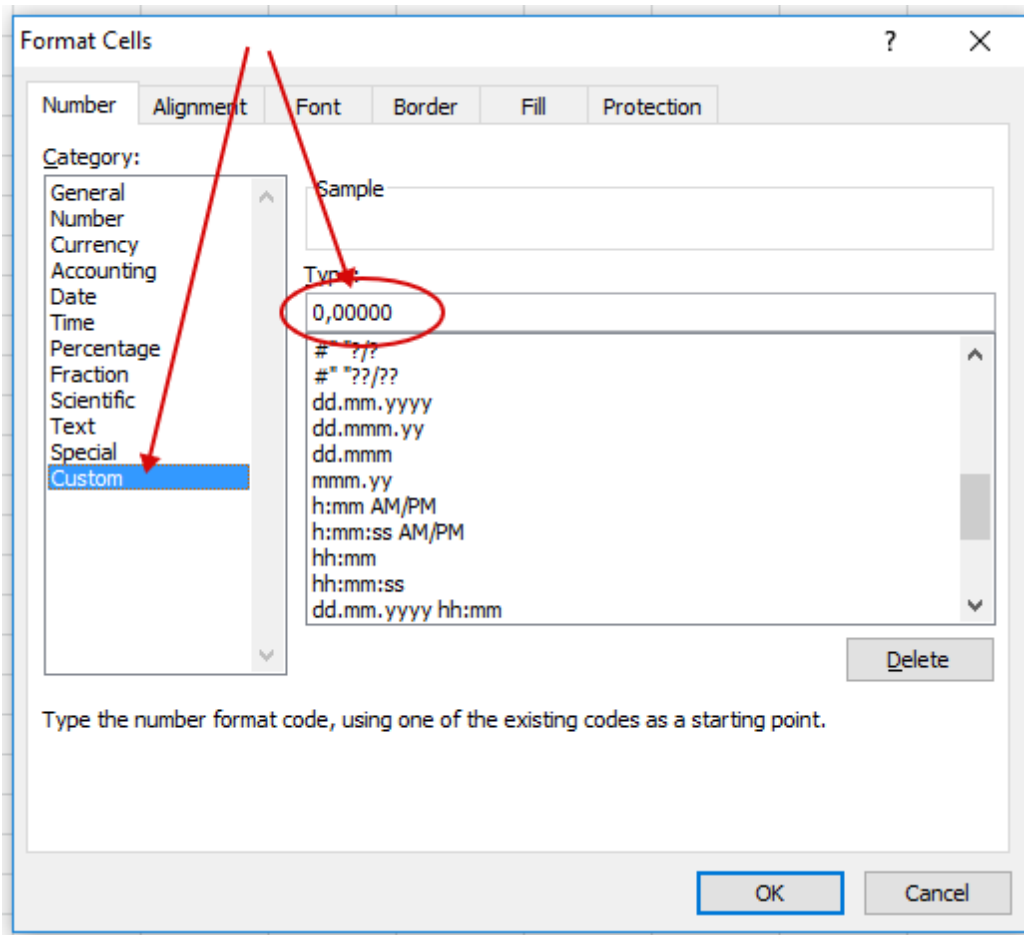 Format Cells ? ×
Number Alignment Font Border Fill Protection
Category:
General
Number
Currency
Accounting
Date
Time
Percentage
Fraction
Scientific
Text
Special
Custom
Sample
Type:
0,00000
#" "?/?
#" "??/??
dd.mm.yyyy
dd.mmm.yy
dd.mmm
mmm.yy
h:mm AM/PM
h:mm:ss AM/PM
hh:mm
hh:mm:ss
dd.mm.yyyy hh:mm
Delete
Type the number format code, using one of the existing codes as a starting point.
OK Cancel